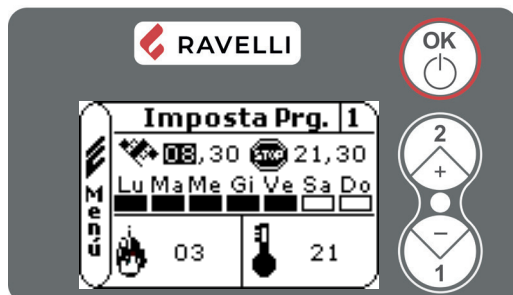 RAVELLI
OK
Imposta Prg. 1
08,30 STOP 21,30
Lu Ma Me Gi Ve Sa Do
Menú
03 21
2
+
−
1